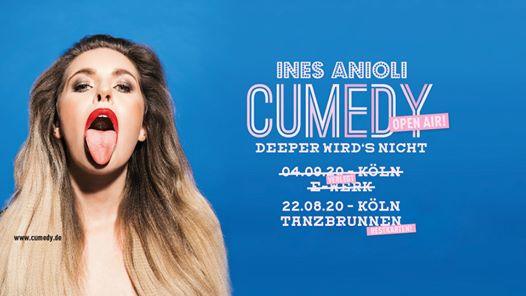 INES ANIOLI
CUMEDY
OPEN AIR!
DEEPER WIRD'S NICHT
04.09.20 - KÖLN
VERLEGT
E-WERK
22.08.20 - KÖLN
TANZBRUNNEN
RESTKARTEN!
www.cumedy.de